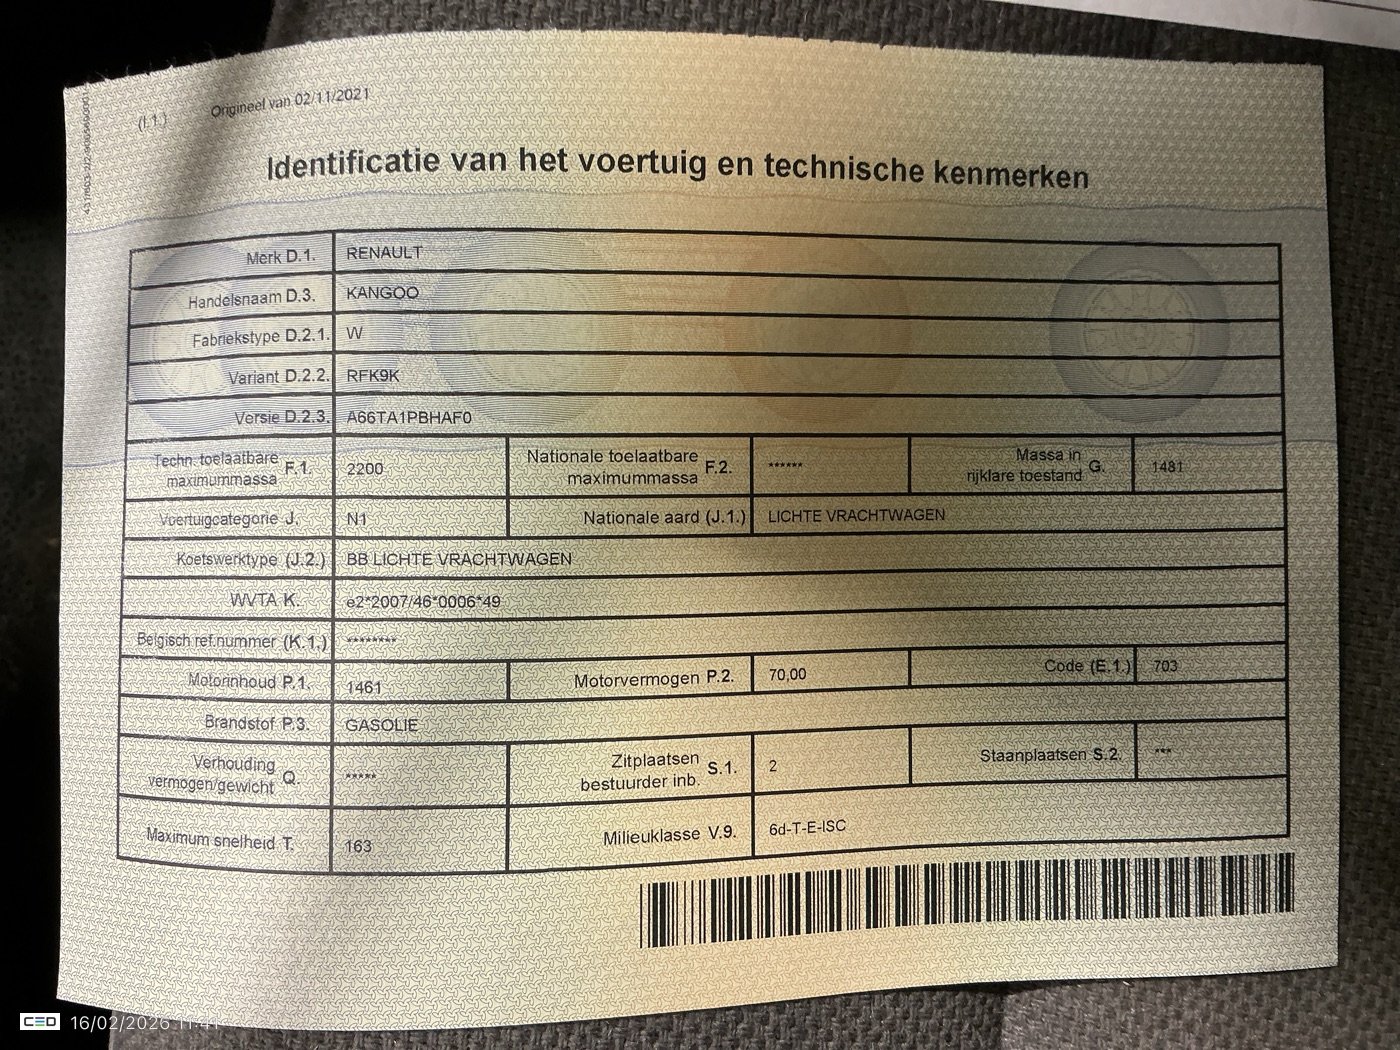 (I.1.) Origineel van 02/11/2021
Identificatie van het voertuig en technische kenmerken
Merk D.1. RENAULT
Handelsnaam D.3. KANGOO
Fabriekstype D.2.1. W
Variant D.2.2. RFK9K
Versie D.2.3. A66TA1PBHAF0
Techn. toelaatbare maximummassa F.1. 2200 Nationale toelaatbare maximummassa F.2. ****** Massa in rijklare toestand G. 1481
Voertuigcategorie J. N1 Nationale aard (J.1.) LICHTE VRACHTWAGEN
Koetswerktype (J.2.) BB LICHTE VRACHTWAGEN
WVTA K. e2*2007/46*0006*49
Belgisch ref.nummer (K.1.) ********
Motorinhoud P.1. 1461 Motorvermogen P.2. 70,00 Code (E.1.) 703
Brandstof P.3. GASOLIE
Verhouding vermogen/gewicht Q. ***** Zitplaatsen bestuurder inb. S.1. 2 Staanplaatsen S.2. ***
Maximum snelheid T. 163 Milieuklasse V.9. 6d-T-E-ISC
CED 16/02/2026 11:41